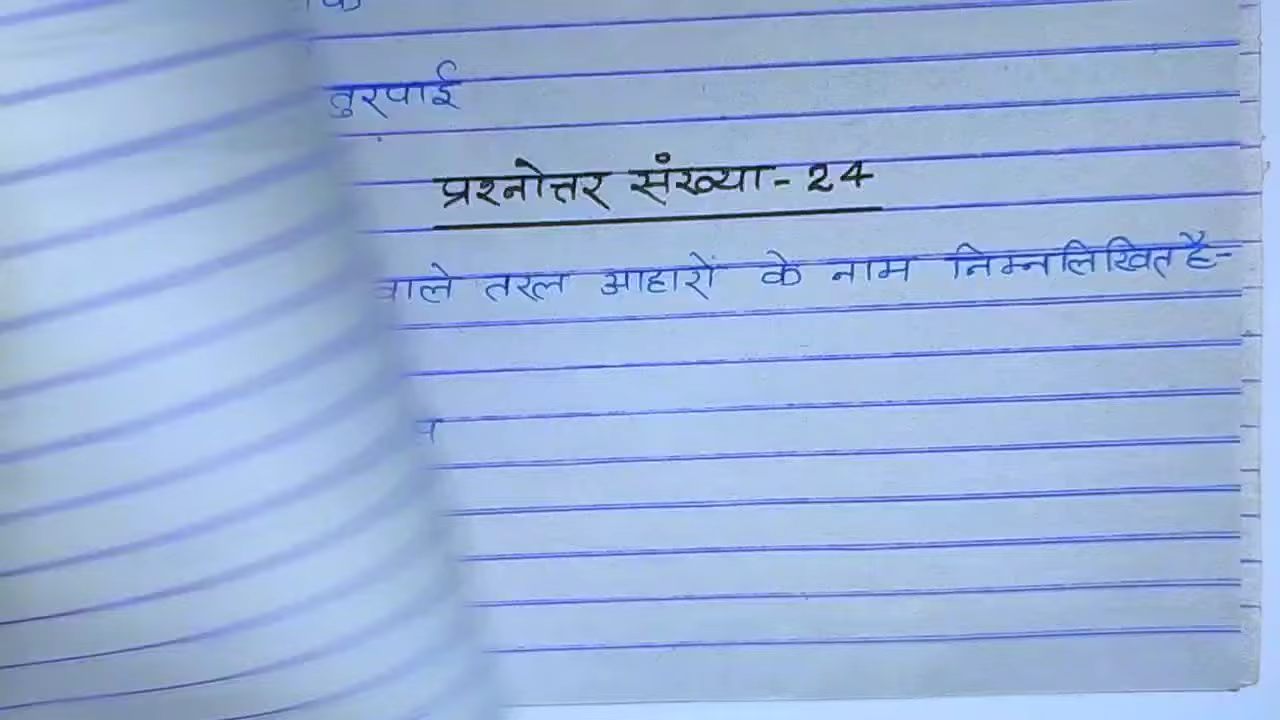 तुरपाई
प्रश्नोत्तर संख्या - 24
वाले तरल आहारों के नाम निम्नलिखित है-